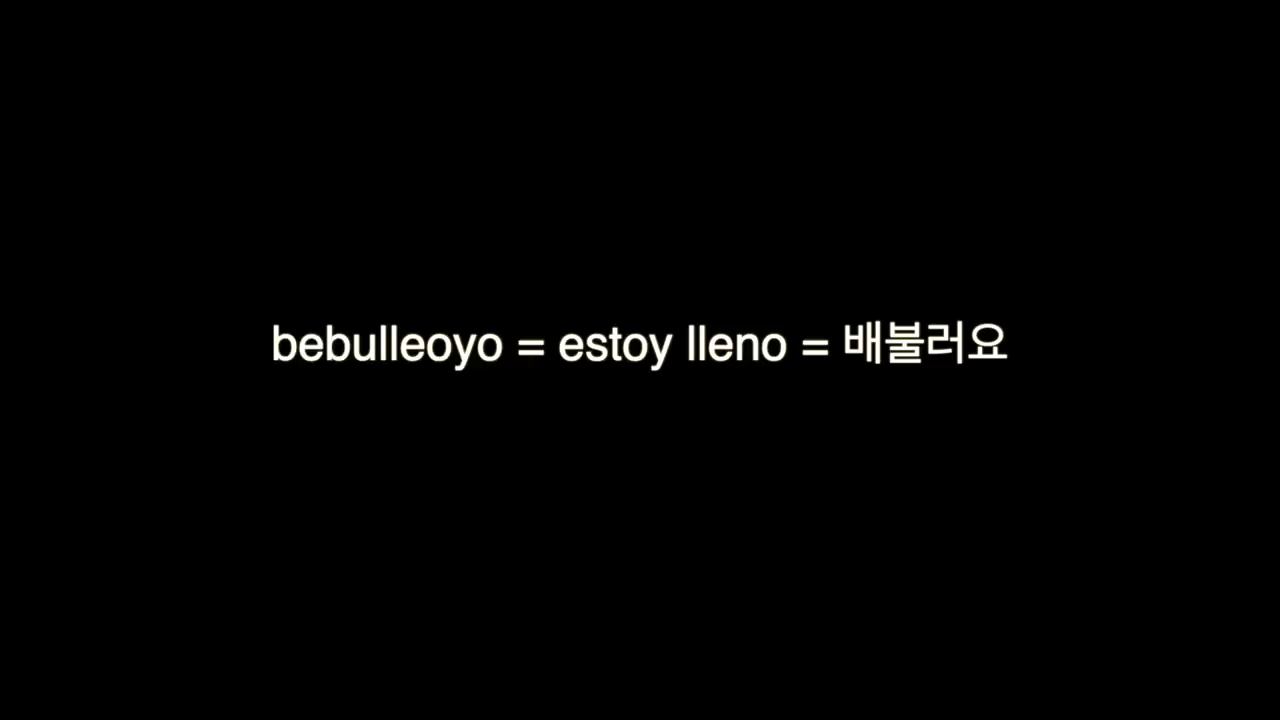 bebulleoyo = estoy lleno = 배불러요